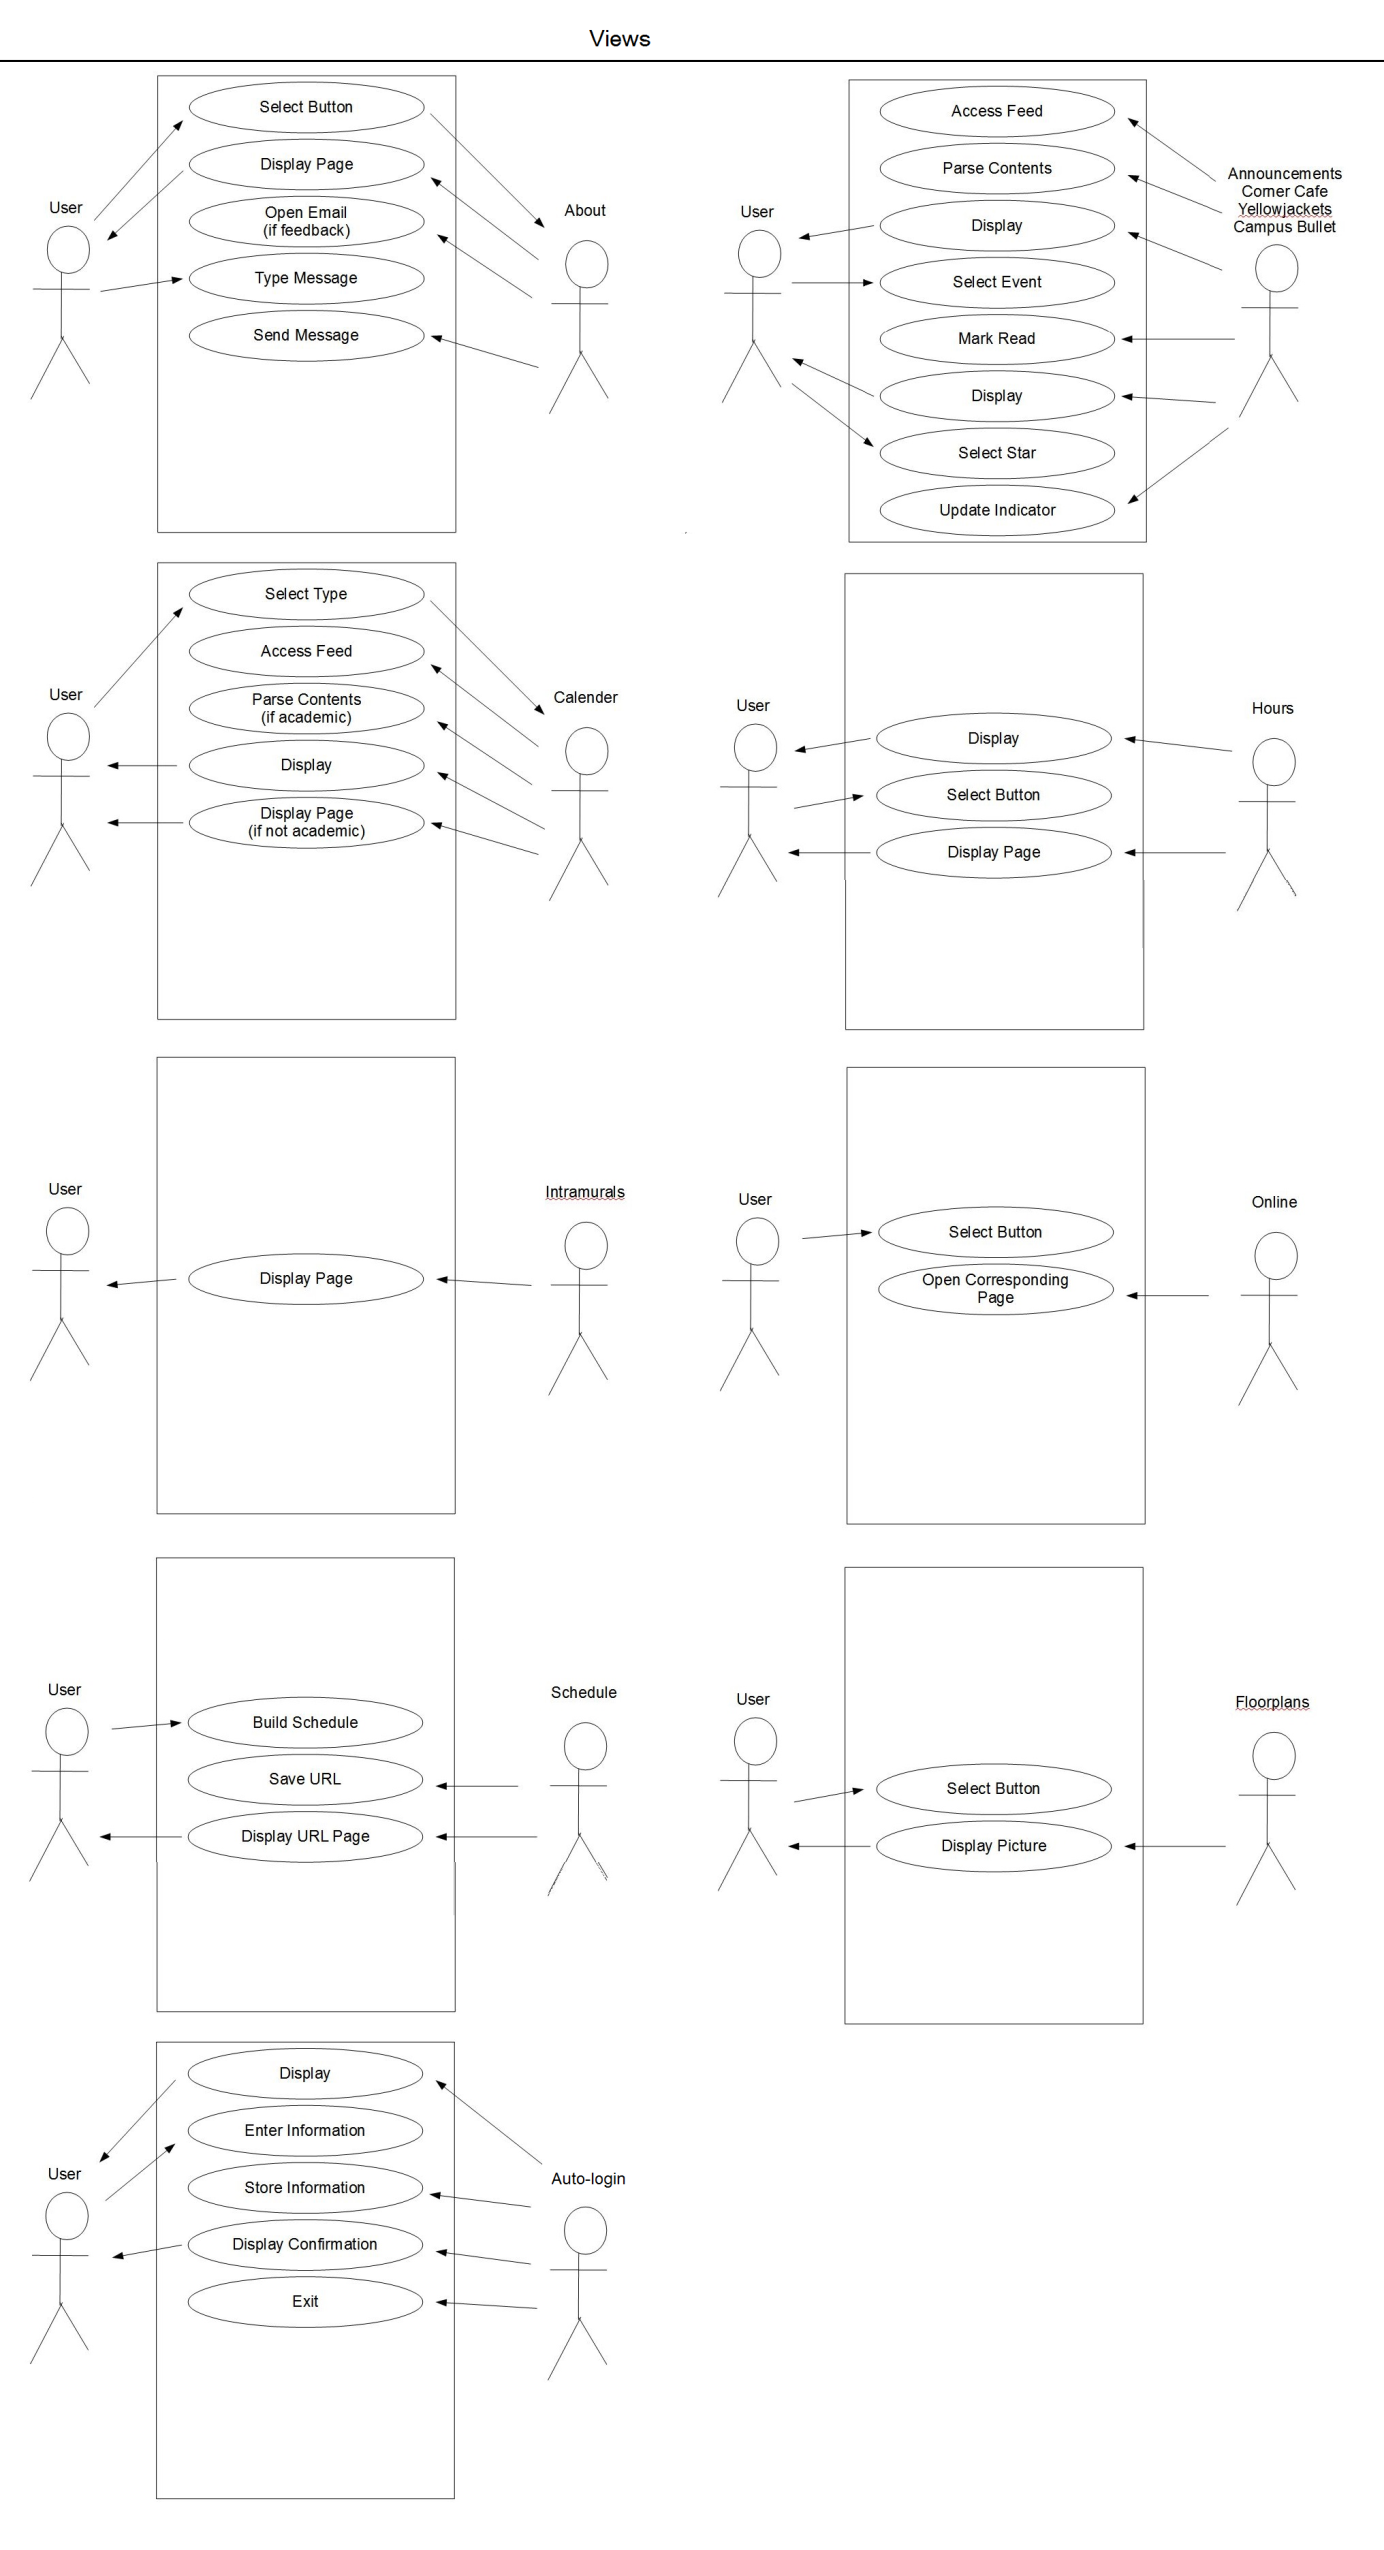 Views
User
Select Button
Display Page
Open Email
(if feedback)
Type Message
Send Message
About
User
Access Feed
Parse Contents
Display
Select Event
Mark Read
Display
Select Star
Update Indicator
Announcements
Corner Cafe
Yellowjackets
Campus Bullet
User
Select Type
Access Feed
Parse Contents
(if academic)
Display
Display Page
(if not academic)
Calender
User
Display
Select Button
Display Page
Hours
User
Display Page
Intramurals
User
Select Button
Open Corresponding
Page
Online
User
Build Schedule
Save URL
Display URL Page
Schedule
User
Select Button
Display Picture
Floorplans
User
Display
Enter Information
Store Information
Display Confirmation
Exit
Auto-login